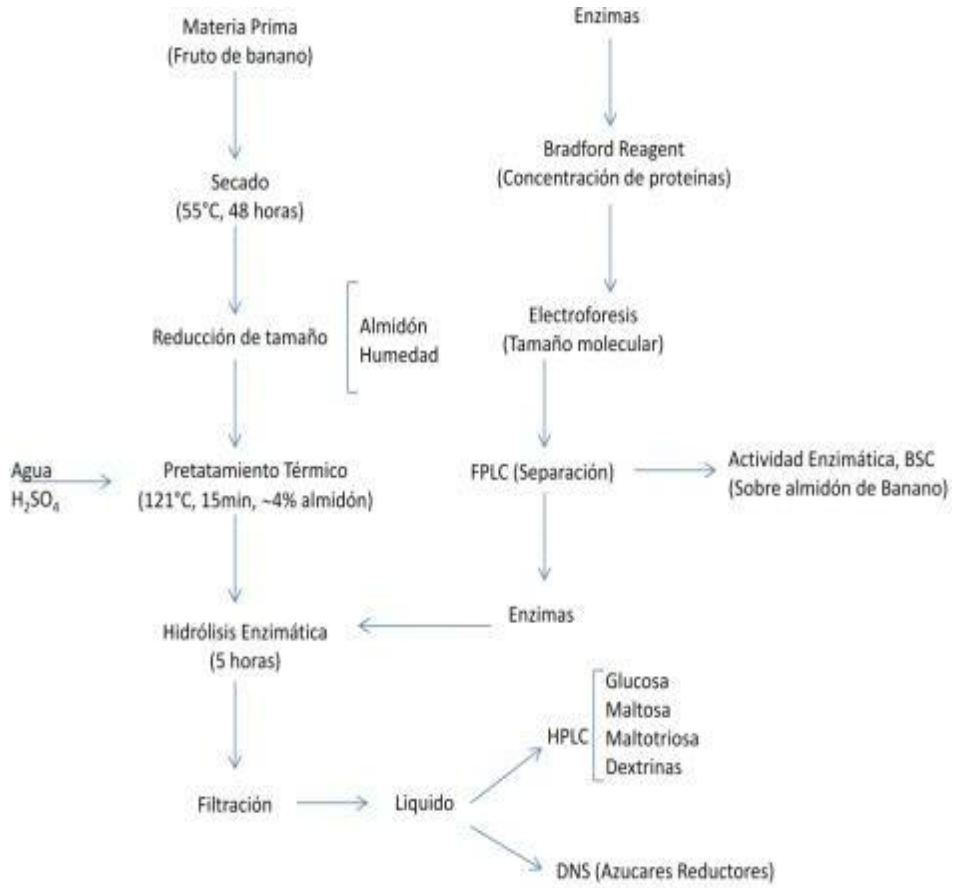 Materia Prima
(Fruto de banano)
Secado
(55°C, 48 horas)
Reducción de tamaño
Almidón
Humedad
Agua
H₂SO₄
Pretatamiento Térmico
(121°C, 15min, ~4% almidón)
Hidrólisis Enzimática
(5 horas)
Filtración
Liquido
HPLC
Glucosa
Maltosa
Maltotriosa
Dextrinas
DNS (Azucares Reductores)
Enzimas
Bradford Reagent
(Concentración de proteínas)
Electroforesis
(Tamaño molecular)
FPLC (Separación)
Actividad Enzimática, BSC
(Sobre almidón de Banano)
Enzimas